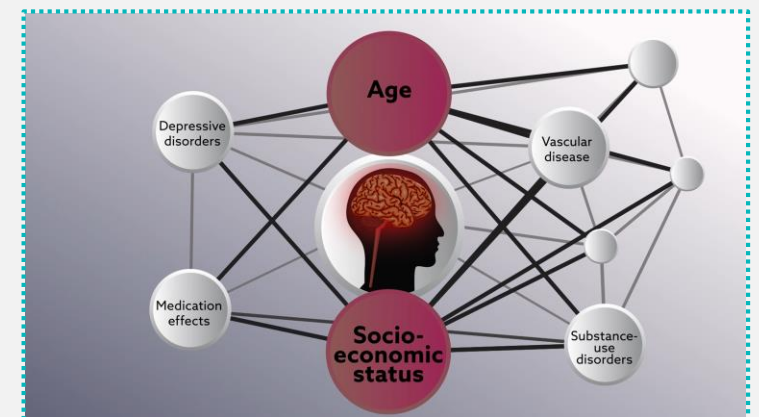 Age
Depressive
disorders
Vascular
disease
Medication
effects
Socio-
economic
status
Substance-
use
disorders